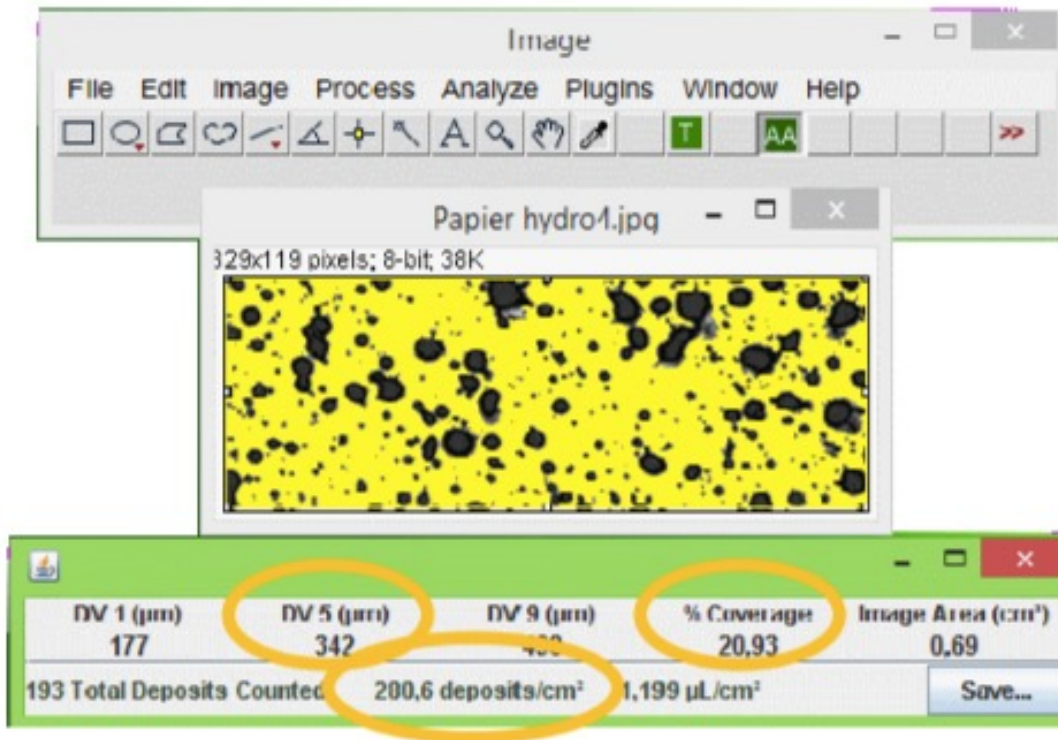 Image
File Edit Image Process Analyze Plugins Window Help
T AA >>
Papier hydro4.jpg
329x119 pixels; 8-bit; 38K
DV 1 (µm) DV 5 (µm) DV 9 (µm) % Coverage Image Area (cm²)
177 342 20,93 0,69
193 Total Deposits Counted 200,6 deposits/cm² 1,199 µL/cm² Save...